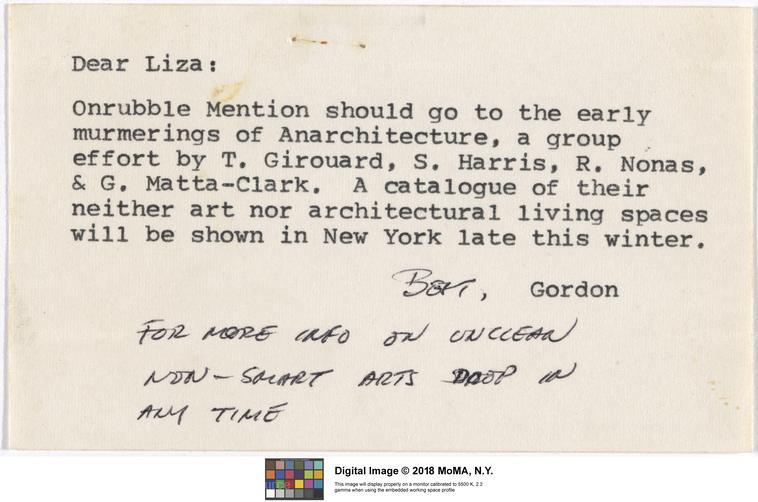 Dear Liza:
Onrubble Mention should go to the early
murmerings of Anarchitecture, a group
effort by T. Girouard, S. Harris, R. Nonas,
& G. Matta-Clark. A catalogue of their
neither art nor architectural living spaces
will be shown in New York late this winter.
Best, Gordon
FOR MORE INFO ON UNCLEAN
NON-SMART ARTS DROP IN
ANY TIME
Digital Image © 2018 MoMA, N.Y.
This image will display properly on a monitor calibrated to 5500 K, 2.2
gamma when using the embedded working space profile